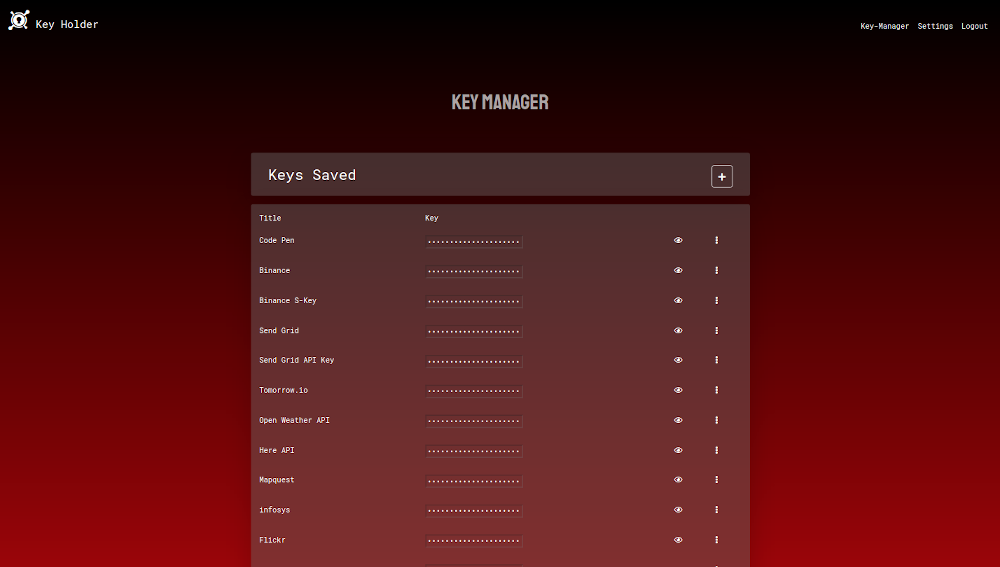 Key Holder
Key-Manager Settings Logout
KEY MANAGER
Keys Saved
+
Title Key
Code Pen ·····················
Binance ·····················
Binance S-Key ·····················
Send Grid ·····················
Send Grid API Key ·····················
Tomorrow.io ·····················
Open Weather API ·····················
Here API ·····················
Mapquest ·····················
infosys ·····················
Flickr ·····················